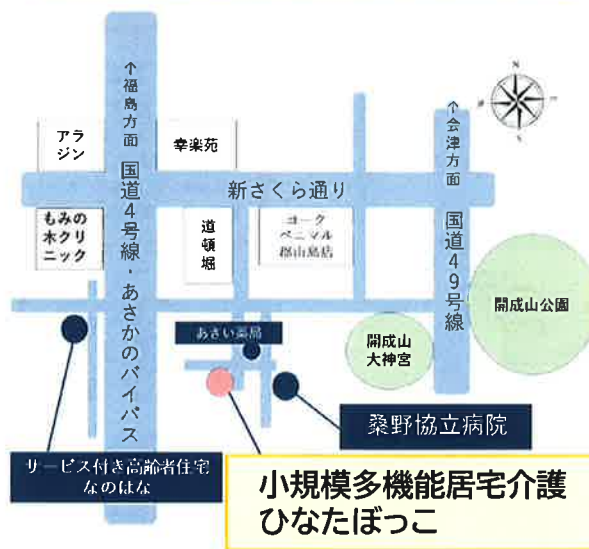 ↑福島方面
国道4号線・あさかのバイパス
アラ
ジン
幸楽苑
N
↑会津方面
国道49号線
新さくら通り
もみの
木クリ
ニック
道頓堀
ヨーク
ベニマル
郡山島店
開成山公園
あさい薬局
開成山
大神宮
桑野協立病院
サービス付き高齢者住宅
なのはな
小規模多機能居宅介護
ひなたぼっこ